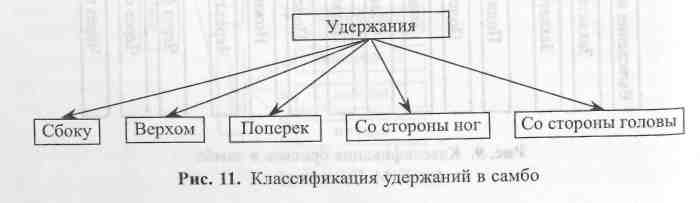 Удержания
Сбоку
Верхом
Поперек
Со стороны ног
Со стороны головы
Рис. 11. Классификация удержаний в самбо